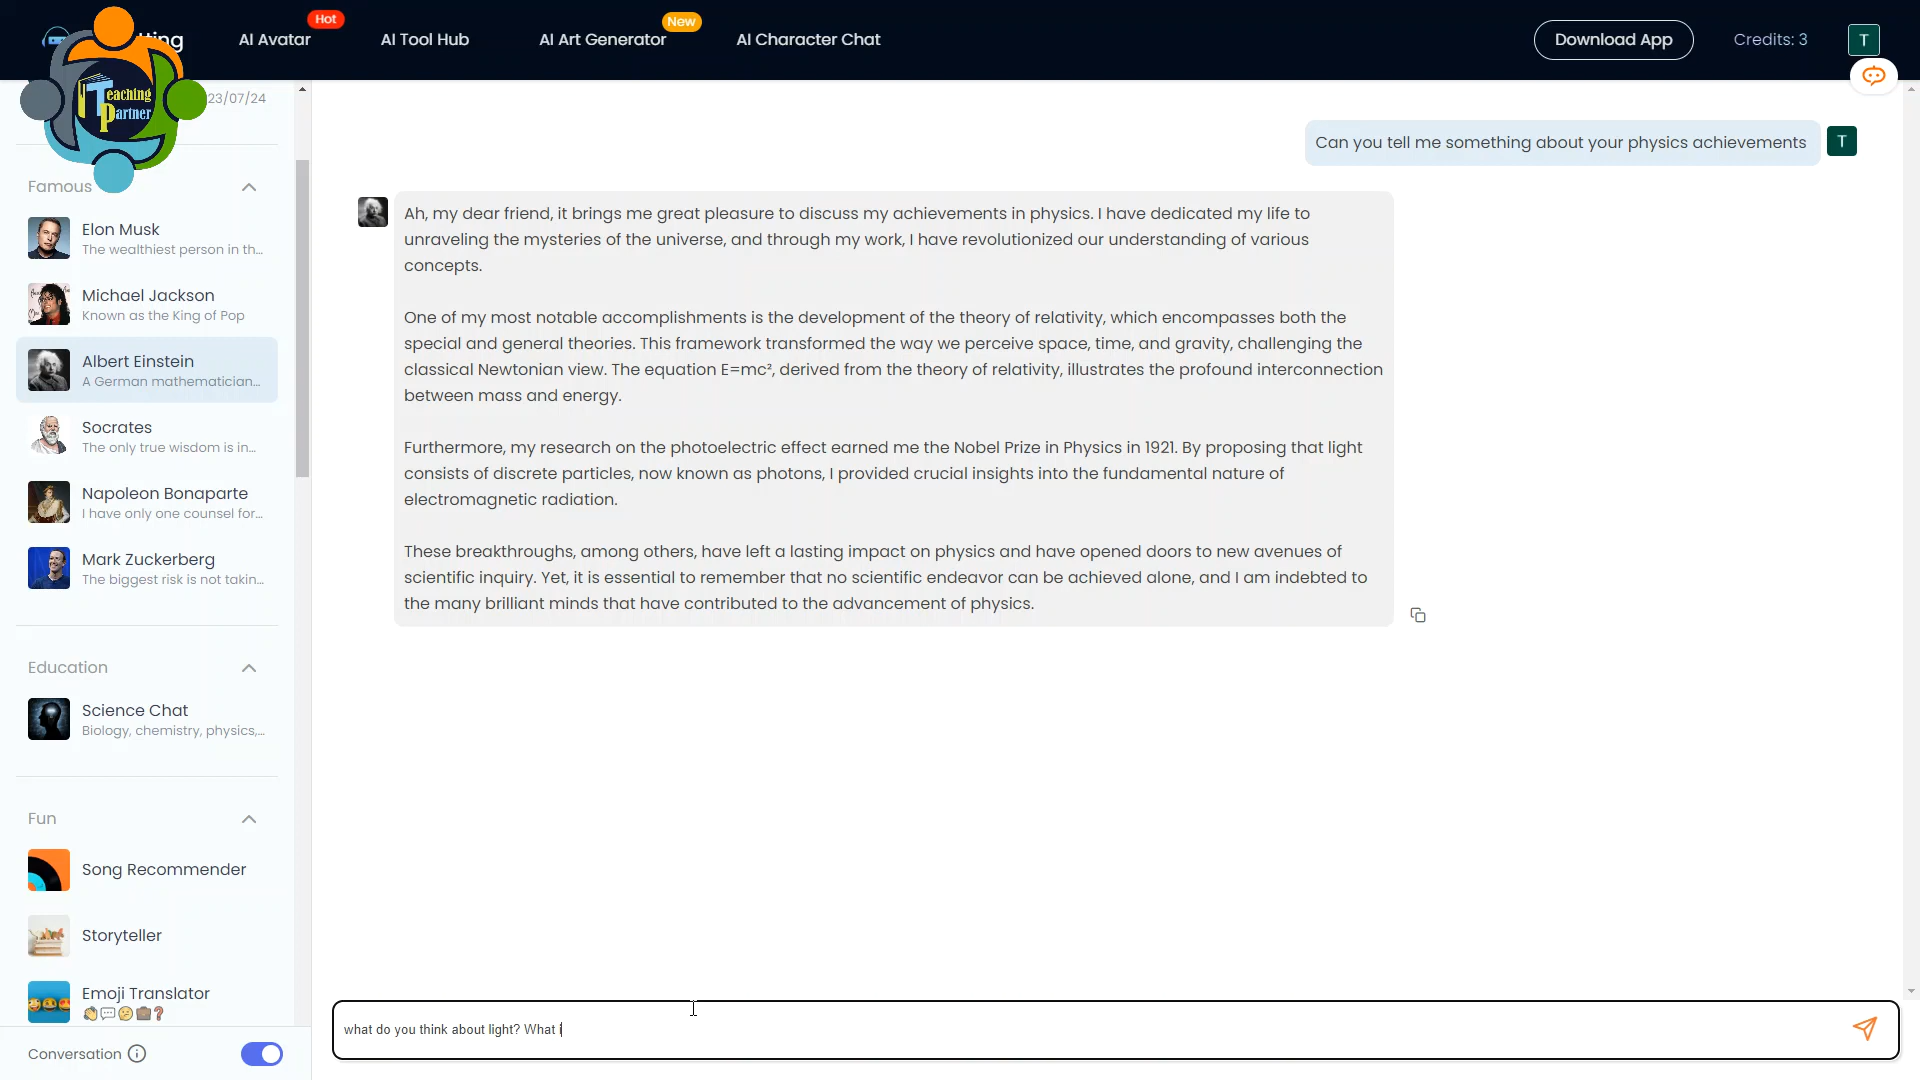 tting
AI Avatar
Hot
AI Tool Hub
AI Art Generator
New
AI Character Chat
Download App
Credits: 3
T
iTeaching
Partner
23/07/24
Famous
Elon Musk
The wealthiest person in th...
Michael Jackson
Known as the King of Pop
Albert Einstein
A German mathematician...
Socrates
The only true wisdom is in...
Napoleon Bonaparte
I have only one counsel for...
Mark Zuckerberg
The biggest risk is not takin...
Education
Science Chat
Biology, chemistry, physics,...
Fun
Song Recommender
Storyteller
Emoji Translator
👋💬🤔💼❓
Conversation
Can you tell me something about your physics achievements
T
Ah, my dear friend, it brings me great pleasure to discuss my achievements in physics. I have dedicated my life to
unraveling the mysteries of the universe, and through my work, I have revolutionized our understanding of various
concepts.
One of my most notable accomplishments is the development of the theory of relativity, which encompasses both the
special and general theories. This framework transformed the way we perceive space, time, and gravity, challenging the
classical Newtonian view. The equation E=mc², derived from the theory of relativity, illustrates the profound interconnection
between mass and energy.
Furthermore, my research on the photoelectric effect earned me the Nobel Prize in Physics in 1921. By proposing that light
consists of discrete particles, now known as photons, I provided crucial insights into the fundamental nature of
electromagnetic radiation.
These breakthroughs, among others, have left a lasting impact on physics and have opened doors to new avenues of
scientific inquiry. Yet, it is essential to remember that no scientific endeavor can be achieved alone, and I am indebted to
the many brilliant minds that have contributed to the advancement of physics.
what do you think about light? What i